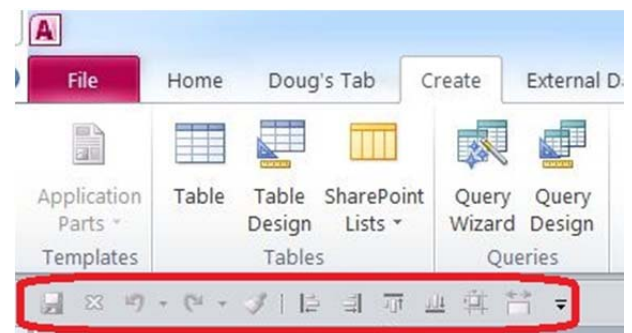 A
File Home Doug's Tab Create External D
Application Parts Table Table Design SharePoint Lists Query Wizard Query Design
Templates Tables Queries